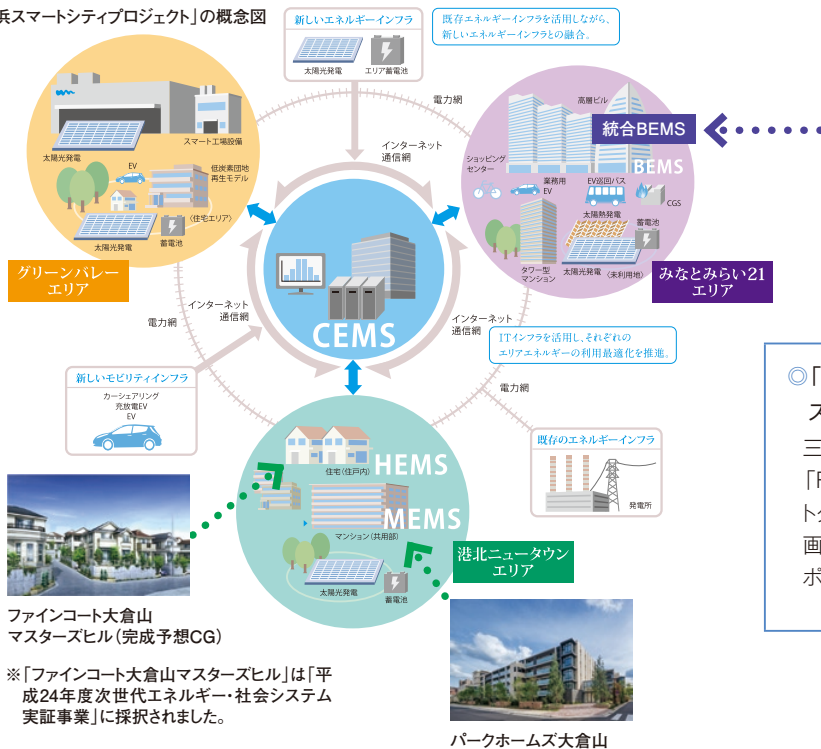 浜スマートシティプロジェクト」の概念図
新しいエネルギーインフラ
太陽光発電
エリア蓄電池
既存エネルギーインフラを活用しながら、
新しいエネルギーインフラとの融合。
電力網
スマート工場設備
太陽光発電
EV
低炭素団地
再生モデル
〈住宅エリア〉
太陽光発電
蓄電池
グリーンバレー
エリア
インターネット
通信網
高層ビル
統合BEMS
BEMS
ショッピング
センター
業務用
EV
EV巡回バス
CGS
太陽熱発電
蓄電池
タワー型
マンション
太陽光発電
〈未利用地〉
みなとみらい21
エリア
CEMS
インターネット
通信網
電力網
インターネット
通信網
ITインフラを活用し、それぞれの
エリアエネルギーの利用最適化を推進。
電力網
新しいモビリティインフラ
カーシェアリング
充放電EV
EV
既存のエネルギーインフラ
発電所
HEMS
住宅(住戸内)
MEMS
マンション(共用部)
太陽光発電
蓄電池
港北ニュータウン
エリア
ファインコート大倉山
マスターズヒル(完成予想CG)
※「ファインコート大倉山マスターズヒル」は「平
成24年度次世代エネルギー・社会システム
実証事業」に採択されました。
パークホームズ大倉山
◎「
ス
三
「F
トタ
画
ポ